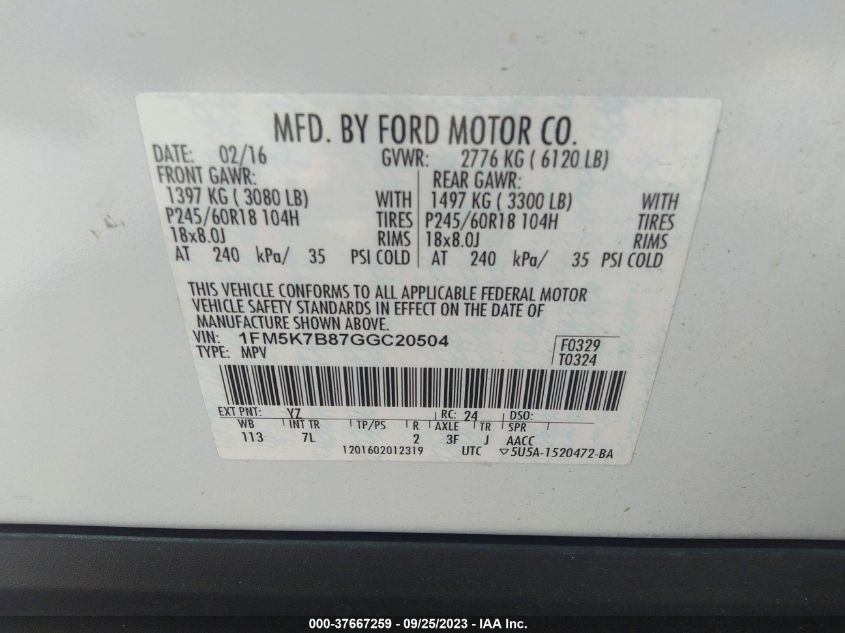 MFD. BY FORD MOTOR CO.
DATE: 02/16 GVWR: 2776 KG ( 6120 LB)
FRONT GAWR: REAR GAWR:
1397 KG ( 3080 LB) WITH 1497 KG ( 3300 LB) WITH
P245/60R18 104H TIRES P245/60R18 104H TIRES
18x8.0J RIMS 18x8.0J RIMS
AT 240 kPa/ 35 PSI COLD AT 240 kPa/ 35 PSI COLD
THIS VEHICLE CONFORMS TO ALL APPLICABLE FEDERAL MOTOR
VEHICLE SAFETY STANDARDS IN EFFECT ON THE DATE OF
MANUFACTURE SHOWN ABOVE.
VIN: 1FM5K7B87GGC20504 F0329
TYPE: MPV T0324
EXT PNT: YZ RC: 24 DSO:
WB INT TR TP/PS R AXLE TR SPR
113 7L 2 3F J AACC
1201602012319 UTC ▽5U5A-1520472-BA
000-37667259 - 09/25/2023 - IAA Inc.